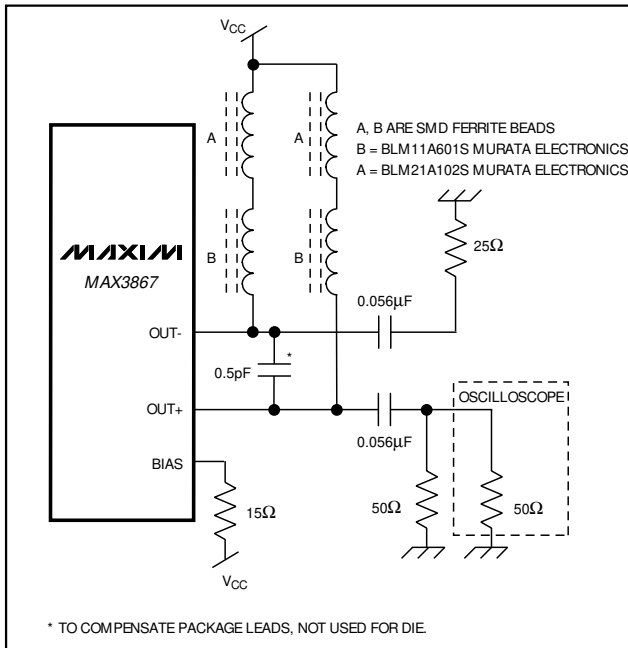 VCC
A
A
A, B ARE SMD FERRITE BEADS
B = BLM11A601S MURATA ELECTRONICS
A = BLM21A102S MURATA ELECTRONICS
B
B
25Ω
MAXIM
MAX3867
0.056µF
OUT-
*
0.5pF
OUT+
OSCILLOSCOPE
0.056µF
BIAS
15Ω
50Ω
50Ω
VCC
* TO COMPENSATE PACKAGE LEADS, NOT USED FOR DIE.